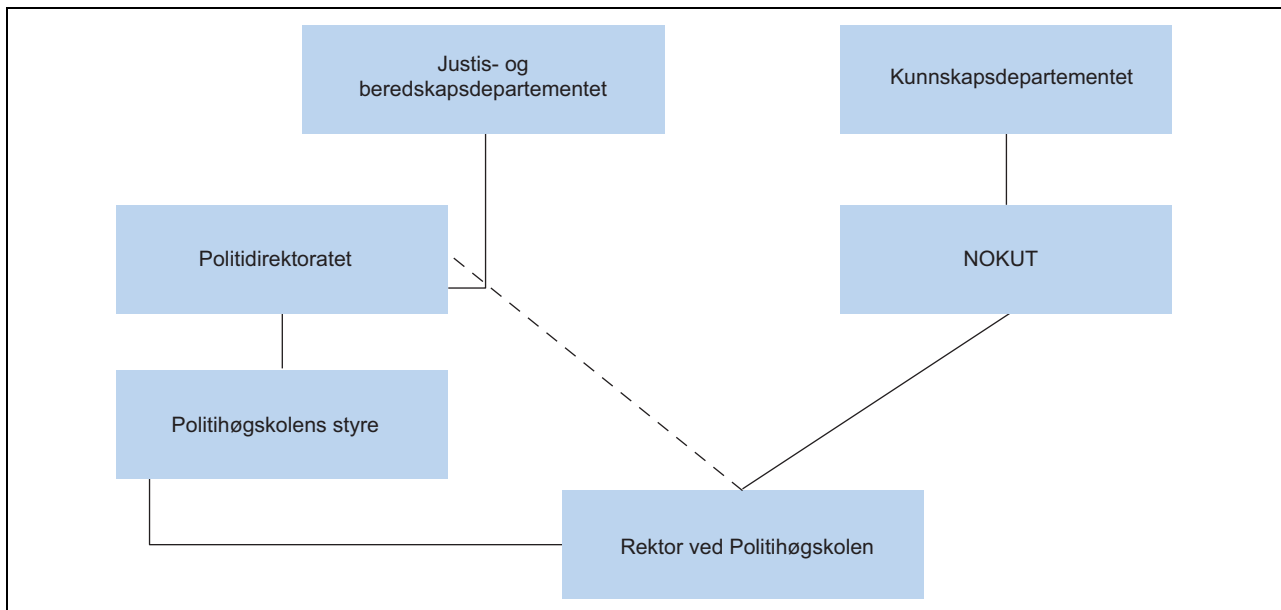 Justis- og
beredskapsdepartementet
Kunnskapsdepartementet
Politidirektoratet
NOKUT
Politihøgskolens styre
Rektor ved Politihøgskolen